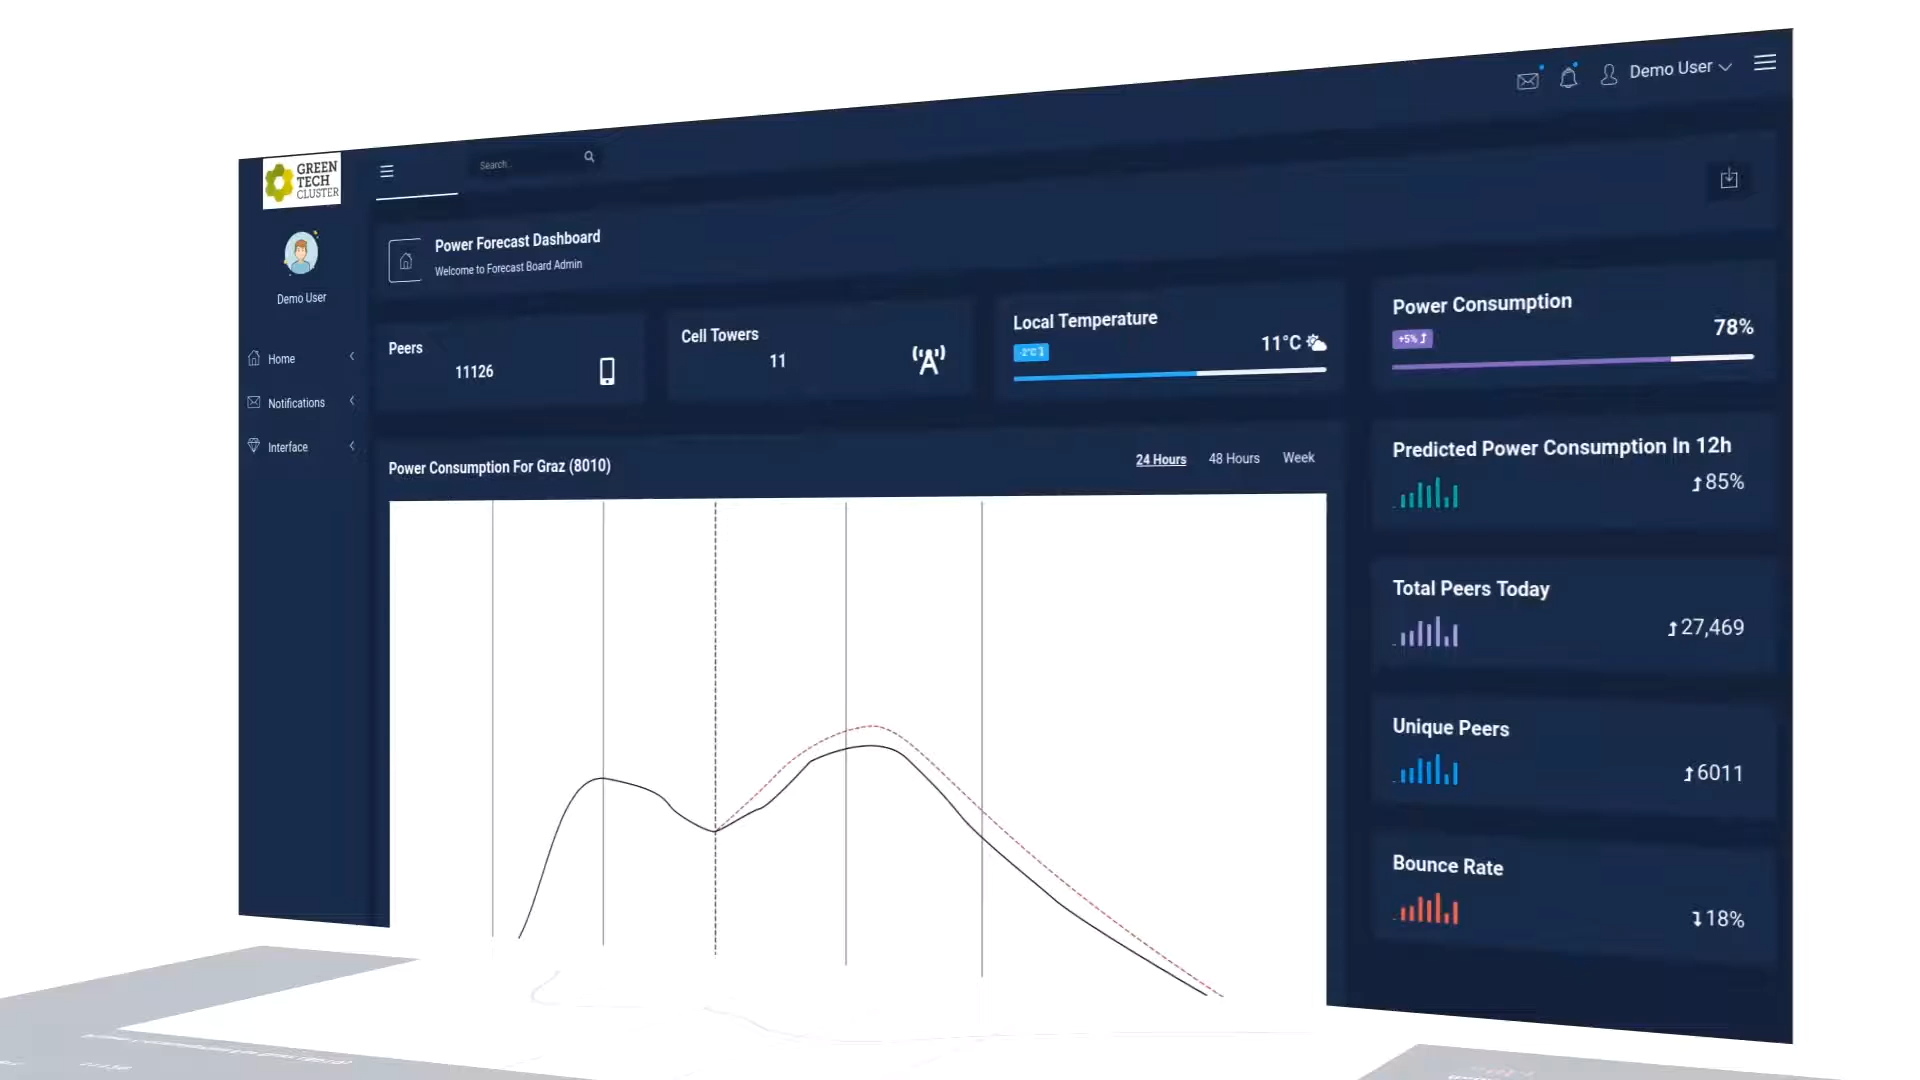 Demo User
GREEN
TECH
CLUSTER
Search..
Power Forecast Dashboard
Welcome to Forecast Board Admin
Demo User
Home
Notifications
Interface
Peers
11126
Cell Towers
11
Local Temperature
-2°C
11°C
Power Consumption
+5%
78%
Power Consumption For Graz (8010)
24 Hours
48 Hours
Week
Predicted Power Consumption In 12h
85%
Total Peers Today
27,469
Unique Peers
6011
Bounce Rate
18%